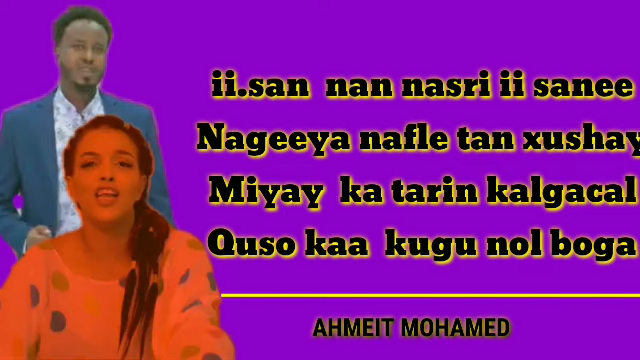 ii.san nan nasri ii sanee
Nageeya nafle tan xushay
Miyay ka tarin kalgacal
Quso kaa kugu nol boga
AHMEIT MOHAMED